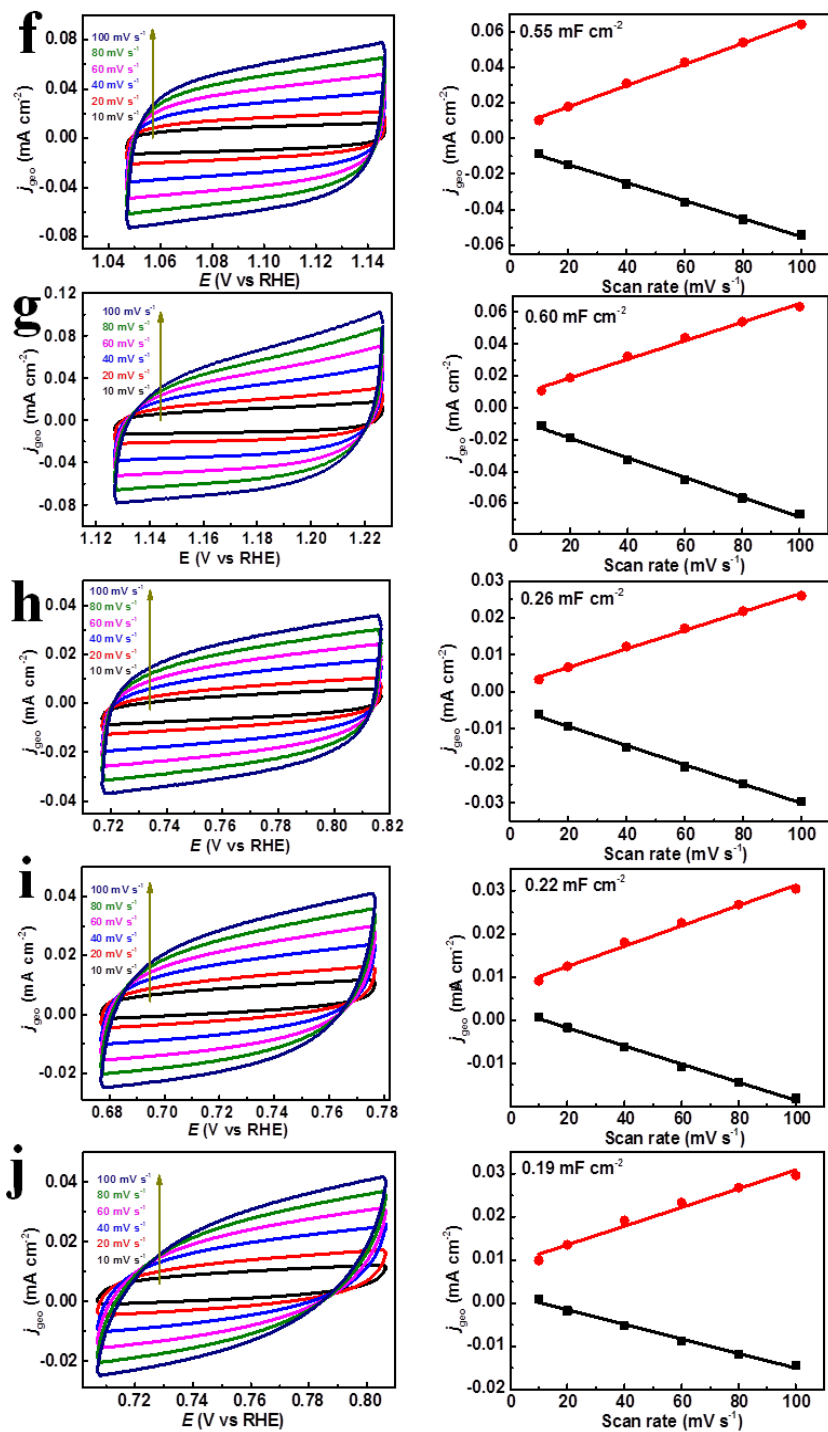 f
100 mV s⁻¹
80 mV s⁻¹
60 mV s⁻¹
40 mV s⁻¹
20 mV s⁻¹
10 mV s⁻¹
0.08
0.04
0.00
-0.04
-0.08
j geo (mA cm⁻²)
1.04 1.06 1.08 1.10 1.12 1.14
E (V vs RHE)
0.55 mF cm⁻²
0.06
0.04
0.02
0.00
-0.02
-0.04
-0.06
j geo (mA cm⁻²)
0 20 40 60 80 100
Scan rate (mV s⁻¹)
g
100 mV s⁻¹
80 mV s⁻¹
60 mV s⁻¹
40 mV s⁻¹
20 mV s⁻¹
10 mV s⁻¹
0.12
0.08
0.04
0.00
-0.04
-0.08
j geo (mA cm⁻²)
1.12 1.14 1.16 1.18 1.20 1.22
E (V vs RHE)
0.60 mF cm⁻²
0.06
0.04
0.02
0.00
-0.02
-0.04
-0.06
j geo (mA cm⁻²)
0 20 40 60 80 100
Scan rate (mV s⁻¹)
h
100 mV s⁻¹
80 mV s⁻¹
60 mV s⁻¹
40 mV s⁻¹
20 mV s⁻¹
10 mV s⁻¹
0.04
0.02
0.00
-0.02
-0.04
j geo (mA cm⁻²)
0.72 0.74 0.76 0.78 0.80 0.82
E (V vs RHE)
0.26 mF cm⁻²
0.03
0.02
0.01
0.00
-0.01
-0.02
-0.03
j geo (mA cm⁻²)
0 20 40 60 80 100
Scan rate (mV s⁻¹)
i
100 mV s⁻¹
80 mV s⁻¹
60 mV s⁻¹
40 mV s⁻¹
20 mV s⁻¹
10 mV s⁻¹
0.04
0.02
0.00
-0.02
j geo (mA cm⁻²)
0.68 0.70 0.72 0.74 0.76 0.78
E (V vs RHE)
0.22 mF cm⁻²
0.03
0.02
0.01
0.00
-0.01
j geo (mA cm⁻²)
0 20 40 60 80 100
Scan rate (mV s⁻¹)
j
100 mV s⁻¹
80 mV s⁻¹
60 mV s⁻¹
40 mV s⁻¹
20 mV s⁻¹
10 mV s⁻¹
0.04
0.02
0.00
-0.02
j geo (mA cm⁻²)
0.72 0.74 0.76 0.78 0.80
E (V vs RHE)
0.19 mF cm⁻²
0.03
0.02
0.01
0.00
-0.01
-0.02
j geo (mA cm⁻²)
0 20 40 60 80 100
Scan rate (mV s⁻¹)